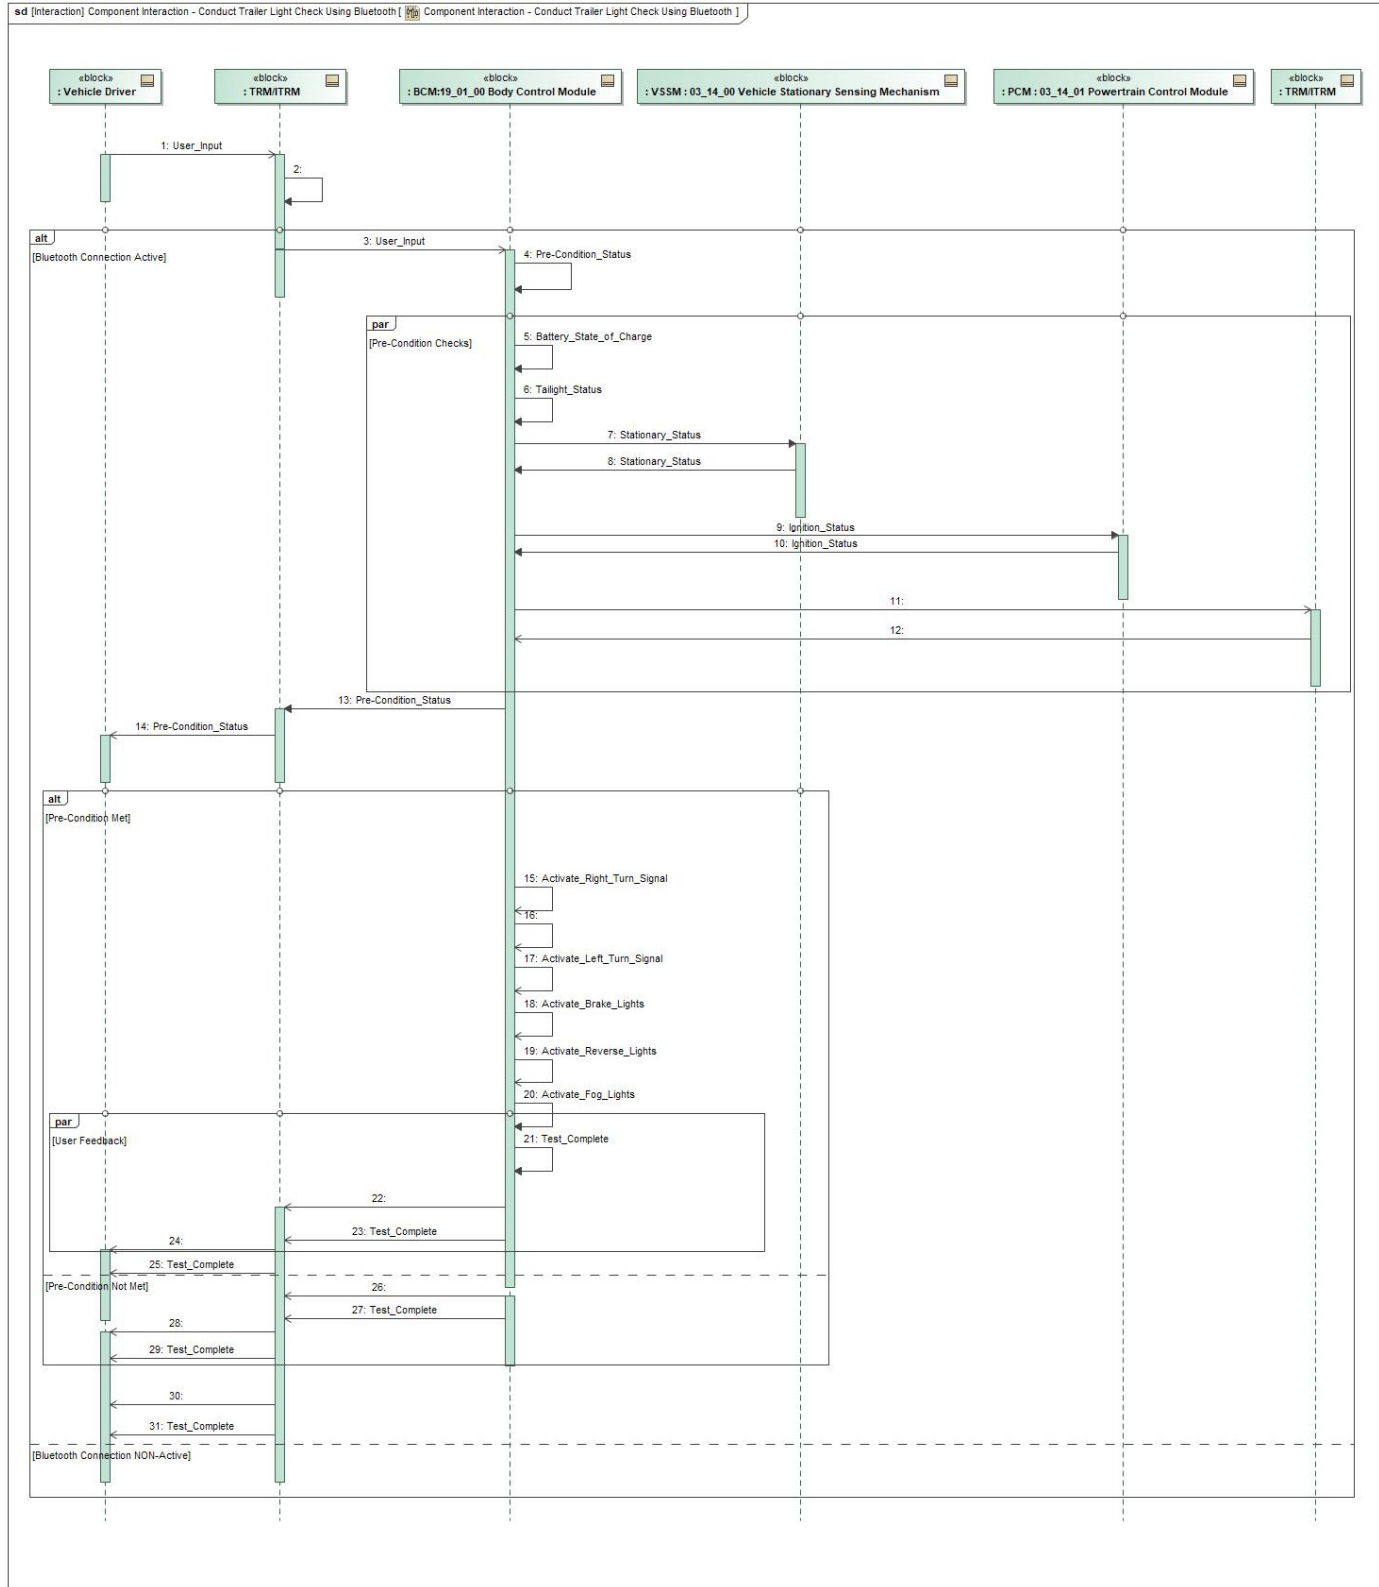 sd [Interaction] Component Interaction - Conduct Trailer Light Check Using Bluetooth [ Component Interaction - Conduct Trailer Light Check Using Bluetooth ]
«block»
: Vehicle Driver
«block»
: TRM/ITRM
«block»
: BCM:19_01_00 Body Control Module
«block»
: VSSM : 03_14_00 Vehicle Stationary Sensing Mechanism
«block»
: PCM : 03_14_01 Powertrain Control Module
«block»
: TRM/ITRM
1: User_Input
2:
alt
[Bluetooth Connection Active]
3: User_Input
4: Pre-Condition_Status
par
[Pre-Condition Checks]
5: Battery_State_of_Charge
6: Tailight_Status
7: Stationary_Status
8: Stationary_Status
9: Ignition_Status
10: Ignition_Status
11:
12:
13: Pre-Condition_Status
14: Pre-Condition_Status
alt
[Pre-Condition Met]
15: Activate_Right_Turn_Signal
16:
17: Activate_Left_Turn_Signal
18: Activate_Brake_Lights
19: Activate_Reverse_Lights
20: Activate_Fog_Lights
par
[User Feedback]
21: Test_Complete
22:
23: Test_Complete
24:
25: Test_Complete
[Pre-Condition Not Met]
26:
27: Test_Complete
28:
29: Test_Complete
30:
31: Test_Complete
[Bluetooth Connection NON-Active]